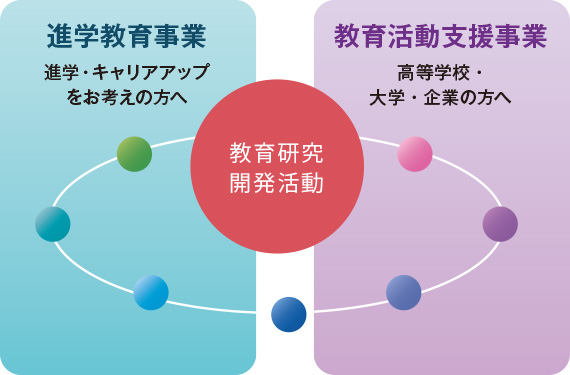 進学教育事業
進学・キャリアアップ
をお考えの方へ
教育活動支援事業
高等学校・
大学・企業の方へ
教育研究
開発活動